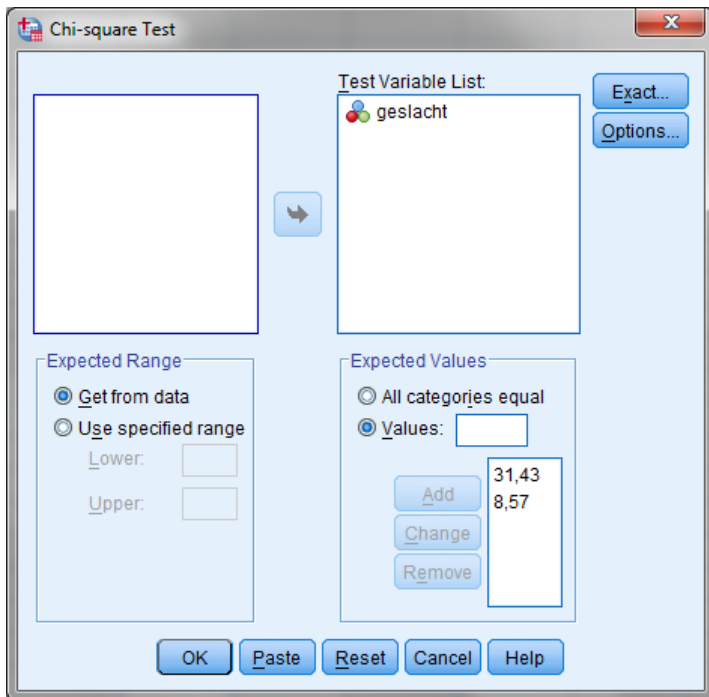 Chi-square Test
Test Variable List:
geslacht
Exact...
Options...
Expected Range
Get from data
Use specified range
Lower:
Upper:
Expected Values
All categories equal
Values:
Add
Change
Remove
31,43
8,57
OK
Paste
Reset
Cancel
Help